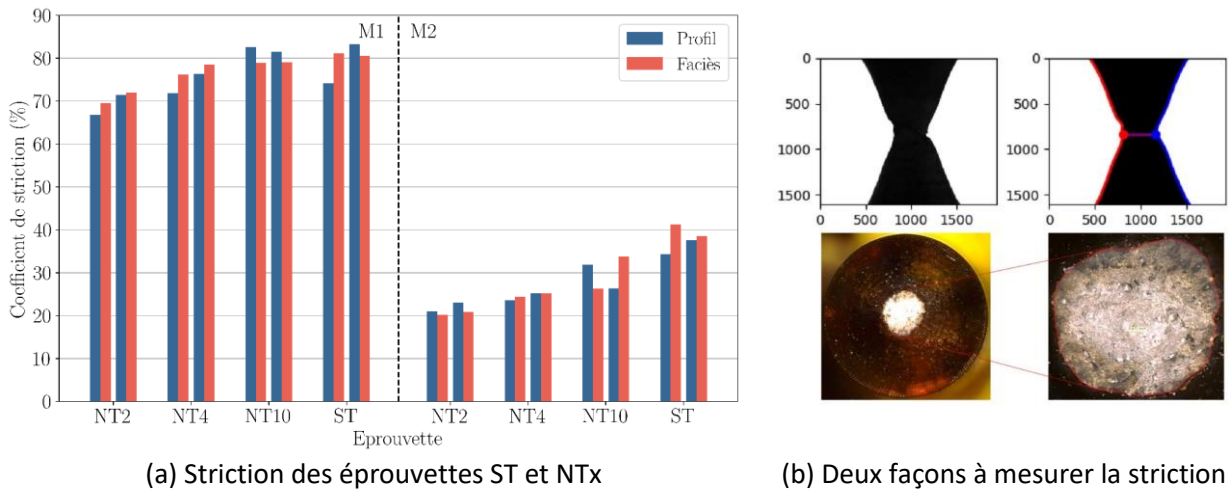 90
80
70
60
50
40
30
20
10
0
Coefficient de striction (%)
M1 M2
Profil
Faciès
NT2 NT4 NT10 ST NT2 NT4 NT10 ST
Eprouvette
0
500
1000
1500
0 500 1000 1500
0
500
1000
1500
0 500 1000 1500
(a) Striction des éprouvettes ST et NTx
(b) Deux façons à mesurer la striction